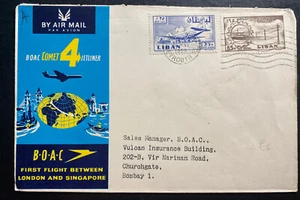 BY AIR MAIL
PAR AVION
BOAC COMET 4 JETLINER
B·O·A·C
FIRST FLIGHT BETWEEN
LONDON AND SINGAPORE
LIBAN
LIBAN
Sales Manager, B.O.A.C.,
Vulcan Insurance Building,
202-B, Vir Nariman Road,
Churchgate,
Bombay 1.